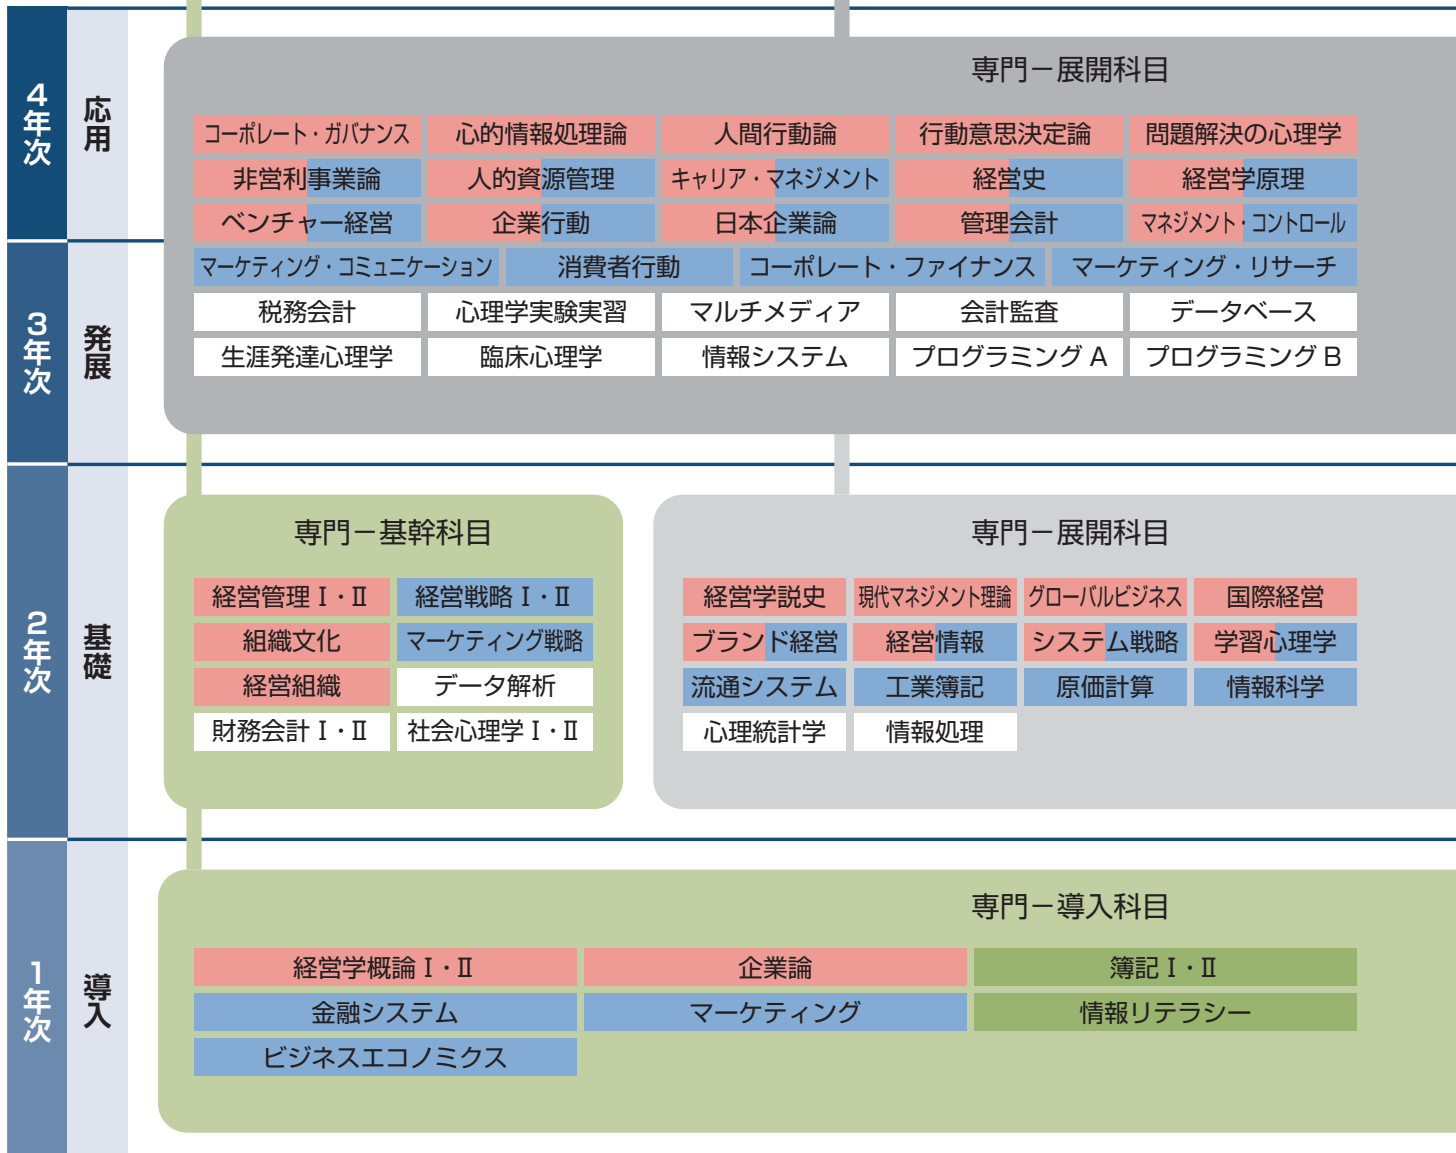 4年次
応用
専門－展開科目
コーポレート・ガバナンス 心的情報処理論 人間行動論 行動意思決定論 問題解決の心理学
非営利事業論 人的資源管理 キャリア・マネジメント 経営史 経営学原理
ベンチャー経営 企業行動 日本企業論 管理会計 マネジメント・コントロール
3年次
発展
マーケティング・コミュニケーション 消費者行動 コーポレート・ファイナンス マーケティング・リサーチ
税務会計 心理学実験実習 マルチメディア 会計監査 データベース
生涯発達心理学 臨床心理学 情報システム プログラミング A プログラミング B
2年次
基礎
専門－基幹科目
経営管理 Ⅰ・Ⅱ 経営戦略 Ⅰ・Ⅱ
組織文化 マーケティング戦略
経営組織 データ解析
財務会計 Ⅰ・Ⅱ 社会心理学 Ⅰ・Ⅱ
専門－展開科目
経営学説史 現代マネジメント理論 グローバルビジネス 国際経営
ブランド経営 経営情報 システム戦略 学習心理学
流通システム 工業簿記 原価計算 情報科学
心理統計学 情報処理
1年次
導入
専門－導入科目
経営学概論 Ⅰ・Ⅱ 企業論 簿記 Ⅰ・Ⅱ
金融システム マーケティング 情報リテラシー
ビジネスエコノミクス